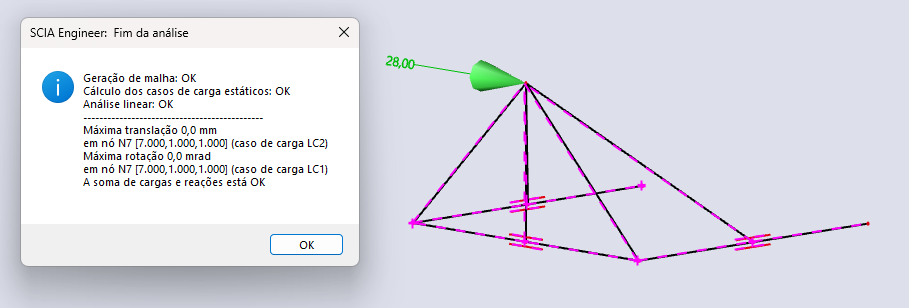 SCIA Engineer: Fim da análise
Geração de malha: OK
Cálculo dos casos de carga estáticos: OK
Análise linear: OK
--------------------------------------------
Máxima translação 0,0 mm
em nó N7 [7.000,1.000,1.000] (caso de carga LC2)
Máxima rotação 0,0 mrad
em nó N7 [7.000,1.000,1.000] (caso de carga LC1)
A soma de cargas e reações está OK
OK
28,00